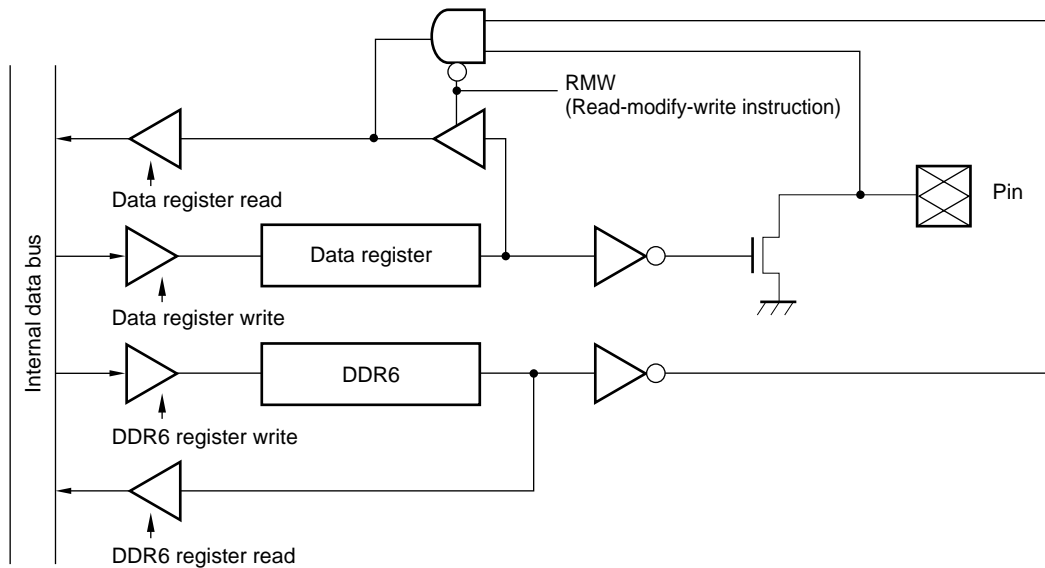 RMW
(Read-modify-write instruction)
Data register read
Pin
Data register
Data register write
Internal data bus
DDR6
DDR6 register write
DDR6 register read